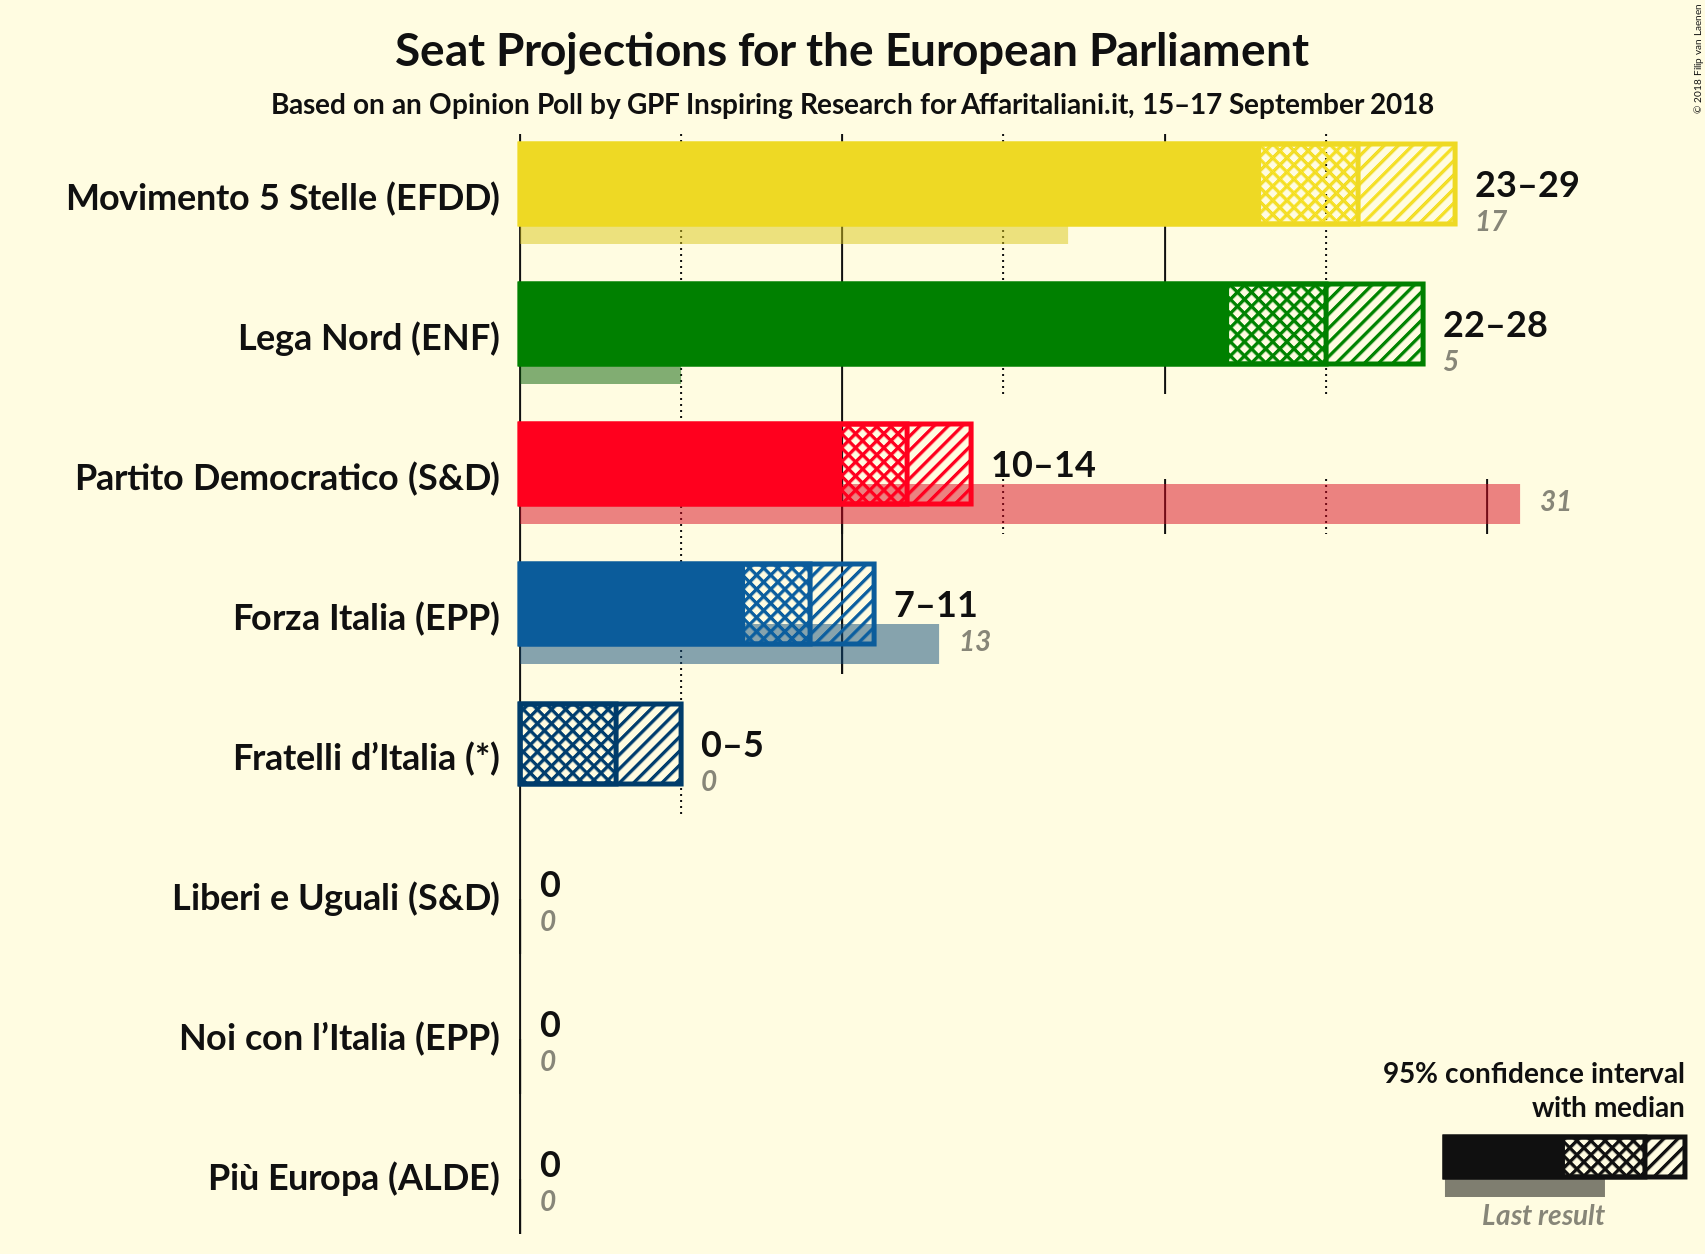 Seat Projections for the European Parliament
Based on an Opinion Poll by GPF Inspiring Research for Affaritaliani.it, 15–17 September 2018
© 2018 Filip van Laenen
Movimento 5 Stelle (EFDD)
23–29
17
Lega Nord (ENF)
22–28
5
Partito Democratico (S&D)
10–14
31
Forza Italia (EPP)
7–11
13
Fratelli d’Italia (*)
0–5
0
Liberi e Uguali (S&D)
0
0
Noi con l’Italia (EPP)
0
0
Più Europa (ALDE)
0
0
95% confidence interval
with median
Last result